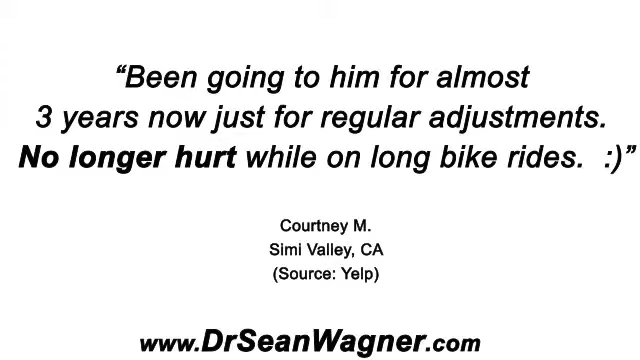 “Been going to him for almost
3 years now just for regular adjustments.
No longer hurt while on long bike rides.  :)”
Courtney M.
Simi Valley, CA
(Source: Yelp)
www.DrSeanWagner.com